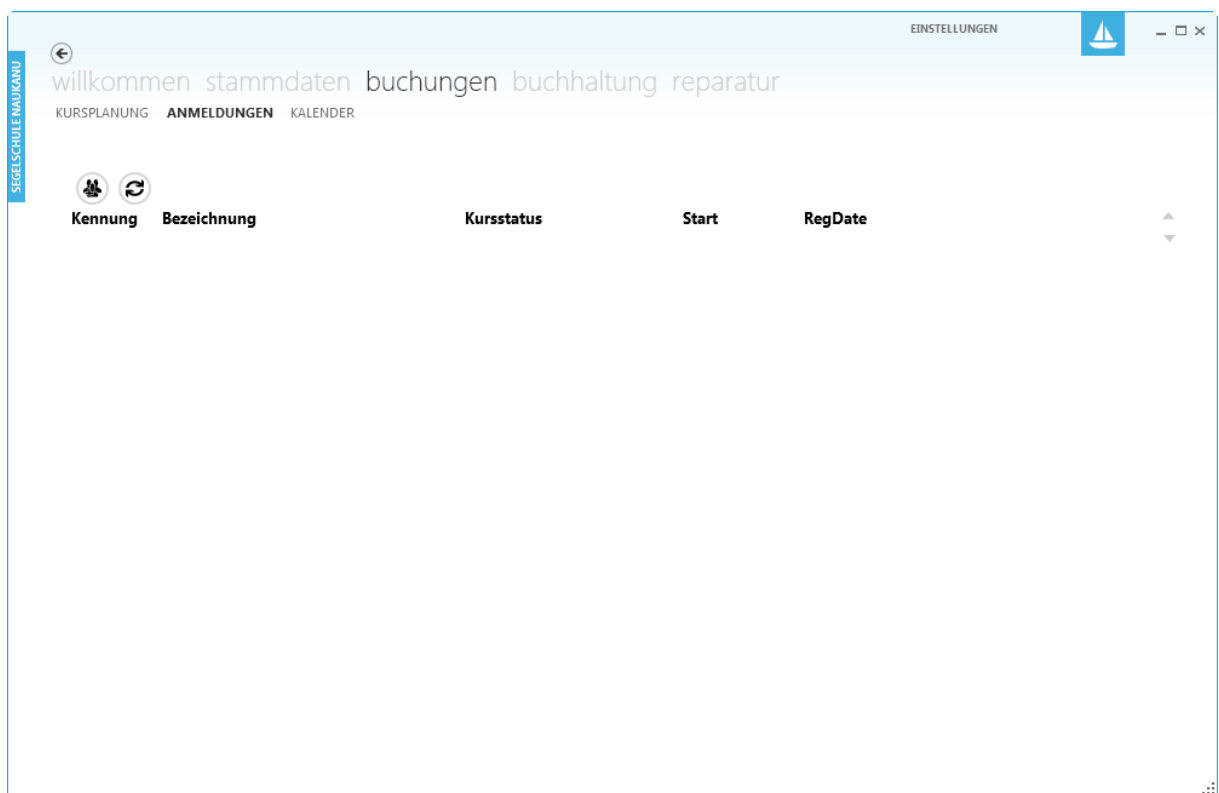 EINSTELLUNGEN
SEGELSCHULE NAUKANU
willkommen stammdaten buchungen buchhaltung reparatur
KURSPLANUNG ANMELDUNGEN KALENDER
Kennung Bezeichnung Kursstatus Start RegDate